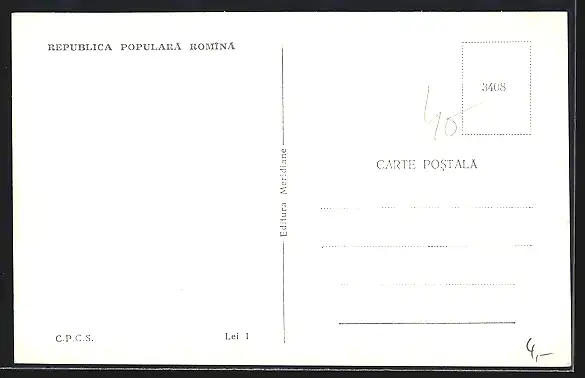 REPUBLICA POPULARĂ ROMÎNĂ
3408
40
CARTE POȘTALĂ
Editura Meridiane
C.P.C.S.
Lei 1
4,-